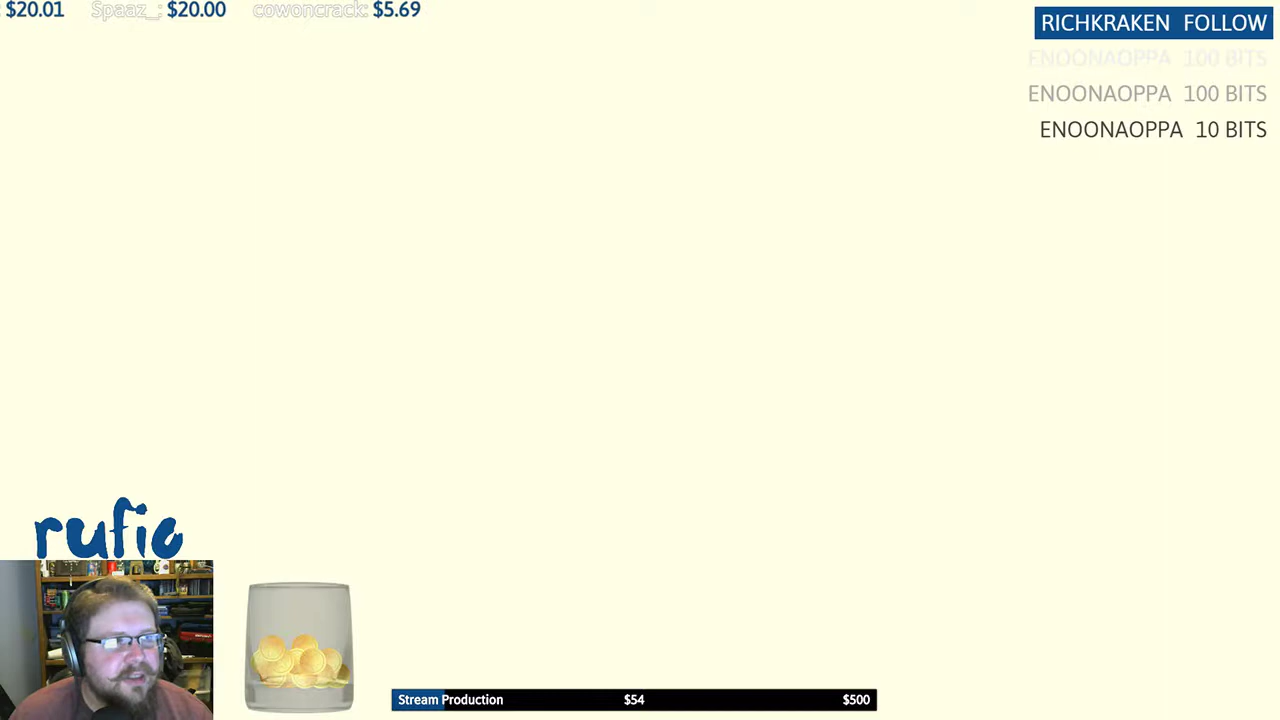 : $20.01 Spaaz_: $20.00 cowoncrack: $5.69
RICHKRAKEN FOLLOW
ENOONAOPPA 100 BITS
ENOONAOPPA 100 BITS
ENOONAOPPA 10 BITS
rufio
Stream Production $54 $500